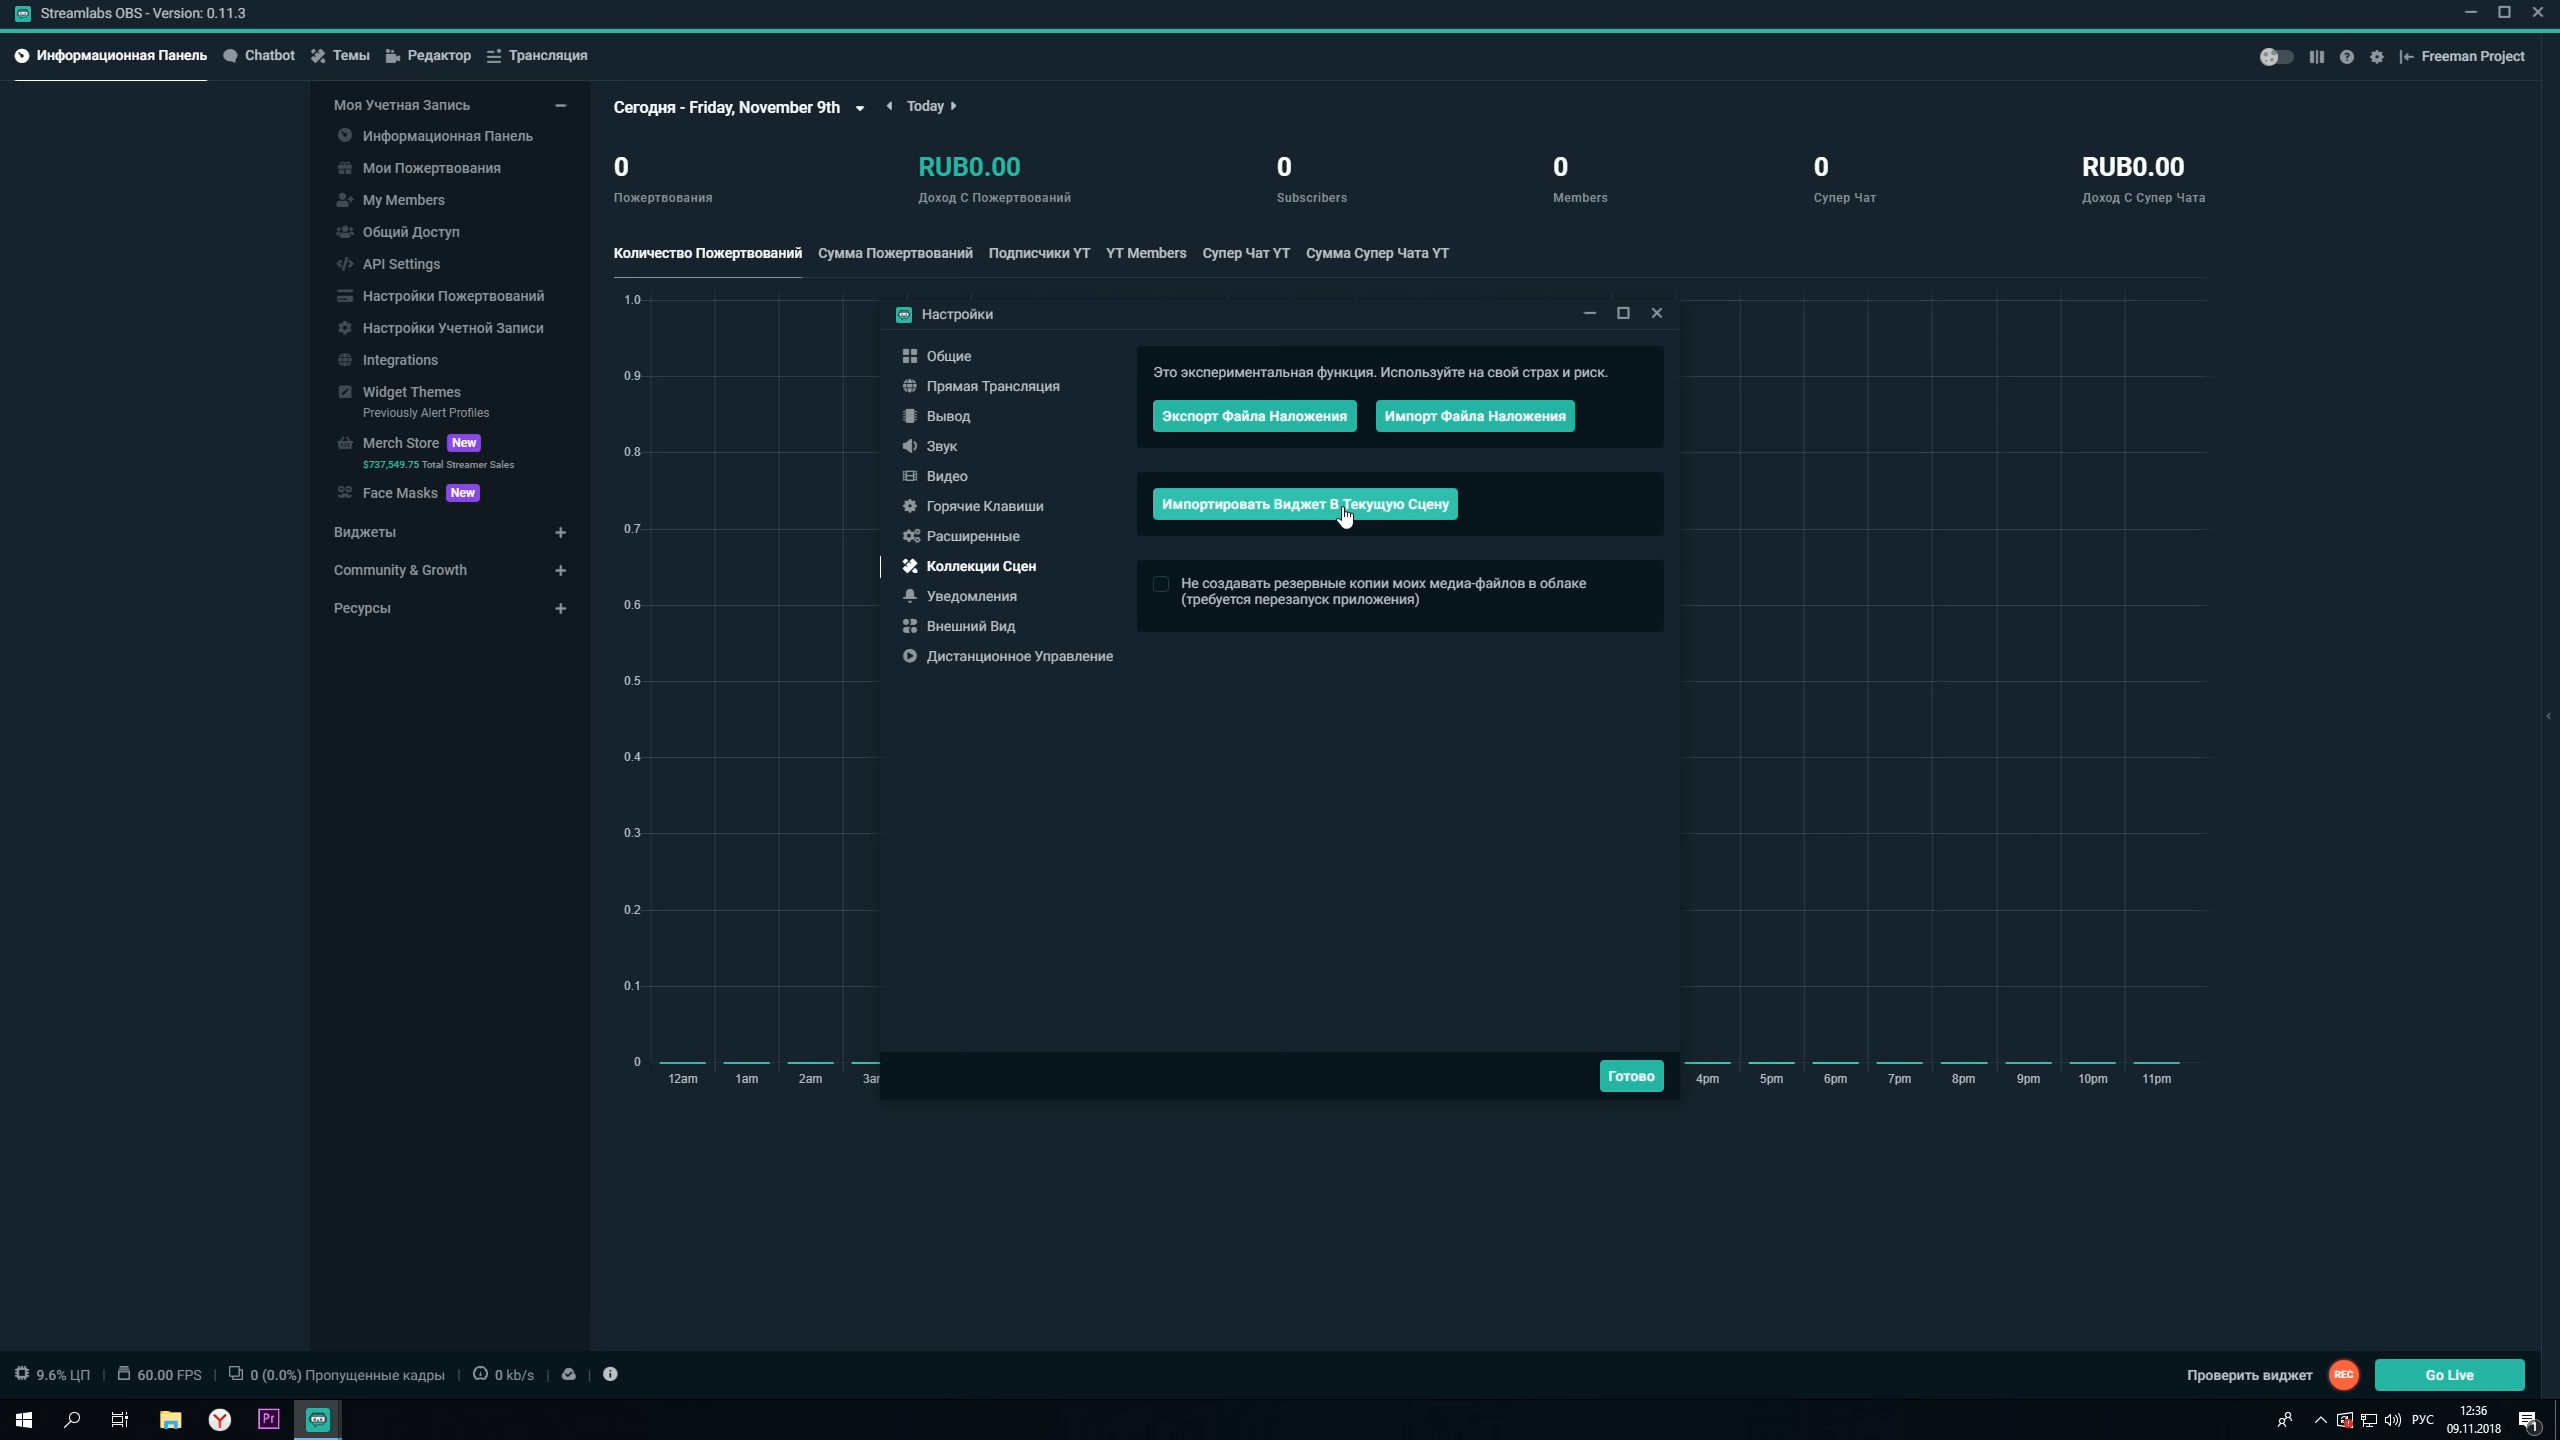 Streamlabs OBS - Version: 0.11.3
Информационная Панель
Chatbot
Темы
Редактор
Трансляция
Freeman Project
Моя Учетная Запись
Информационная Панель
Мои Пожертвования
My Members
Общий Доступ
API Settings
Настройки Пожертвований
Настройки Учетной Записи
Integrations
Widget Themes
Previously Alert Profiles
Merch Store New
$737,549.75 Total Streamer Sales
Face Masks New
Виджеты
Community & Growth
Ресурсы
Сегодня - Friday, November 9th
Today
0
Пожертвования
RUB0.00
Доход С Пожертвований
0
Subscribers
0
Members
0
Супер Чат
RUB0.00
Доход С Супер Чата
Количество Пожертвований
Сумма Пожертвований
Подписчики YT
YT Members
Супер Чат YT
Сумма Супер Чата YT
1.0
0.9
0.8
0.7
0.6
0.5
0.4
0.3
0.2
0.1
0
12am
1am
2am
3am
4pm
5pm
6pm
7pm
8pm
9pm
10pm
11pm
Настройки
Общие
Прямая Трансляция
Вывод
Звук
Видео
Горячие Клавиши
Расширенные
Коллекции Сцен
Уведомления
Внешний Вид
Дистанционное Управление
Это экспериментальная функция. Используйте на свой страх и риск.
Экспорт Файла Наложения
Импорт Файла Наложения
Импортировать Виджет В Текущую Сцену
Не создавать резервные копии моих медиа-файлов в облаке
(требуется перезапуск приложения)
Готово
9.6% ЦП
60.00 FPS
0 (0.0%) Пропущенные кадры
0 kb/s
Проверить виджет
REC
Go Live
Pr
РУС
12:36
09.11.2018
1